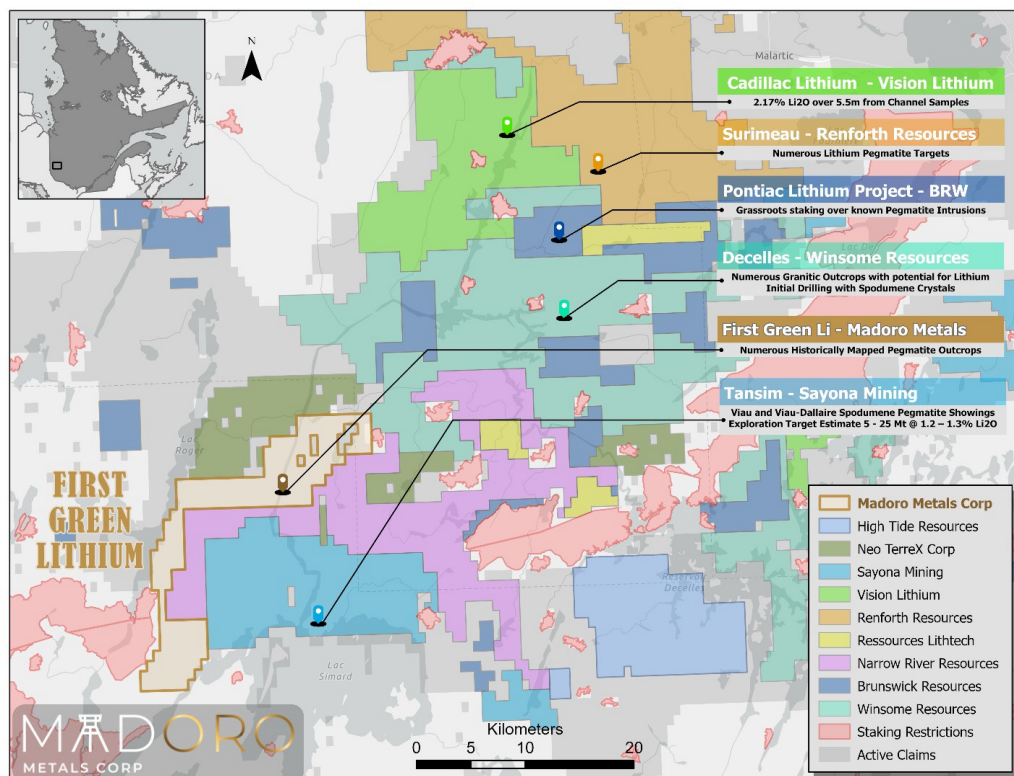 N
DA
Malartic
Cadillac Lithium - Vision Lithium
2.17% Li2O over 5.5m from Channel Samples
Surimeau - Renforth Resources
Numerous Lithium Pegmatite Targets
Pontiac Lithium Project - BRW
Grassroots staking over known Pegmatite Intrusions
Decelles - Winsome Resources
Numerous Granitic Outcrops with potential for Lithium
Initial Drilling with Spodumene Crystals
First Green Li - Madoro Metals
Numerous Historically Mapped Pegmatite Outcrops
Tansim - Sayona Mining
Viau and Viau-Dallaire Spodumene Pegmatite Showings
Exploration Target Estimate 5 - 25 Mt @ 1.2 – 1.3% Li2O
Lac
Roger
FIRST
GREEN
LITHIUM
Reservoir
Decelles
Lac
Simard
Madoro Metals Corp
High Tide Resources
Neo TerreX Corp
Sayona Mining
Vision Lithium
Renforth Resources
Ressources Lithtech
Narrow River Resources
Brunswick Resources
Winsome Resources
Staking Restrictions
Active Claims
MADORO
METALS CORP
Kilometers
0 5 10 20